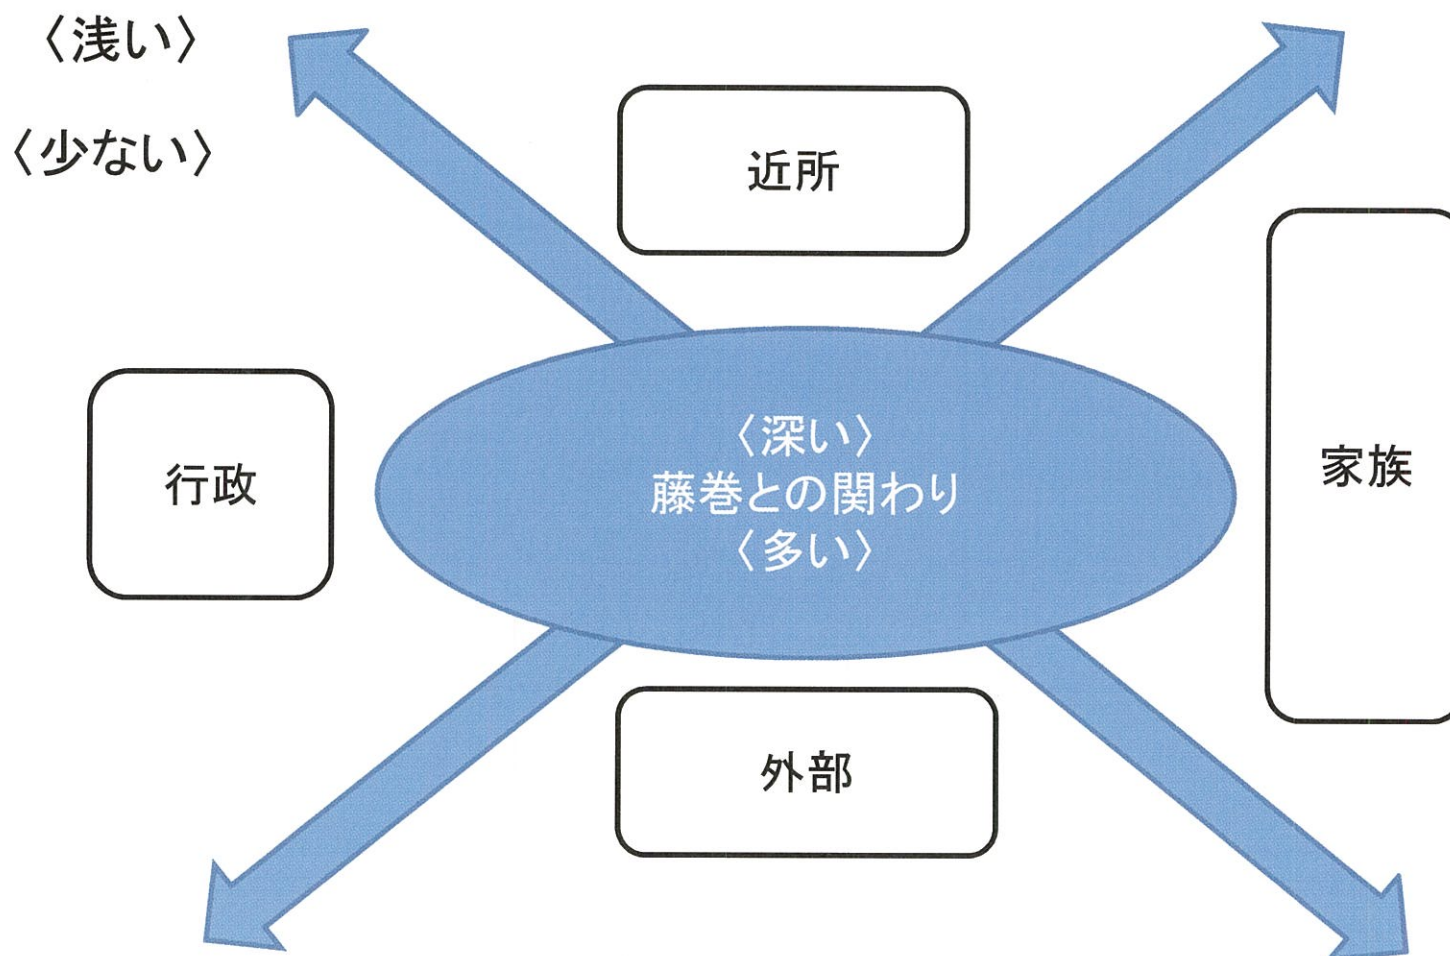 〈浅い〉
〈少ない〉
近所
行政
〈深い〉
藤巻との関わり
〈多い〉
家族
外部